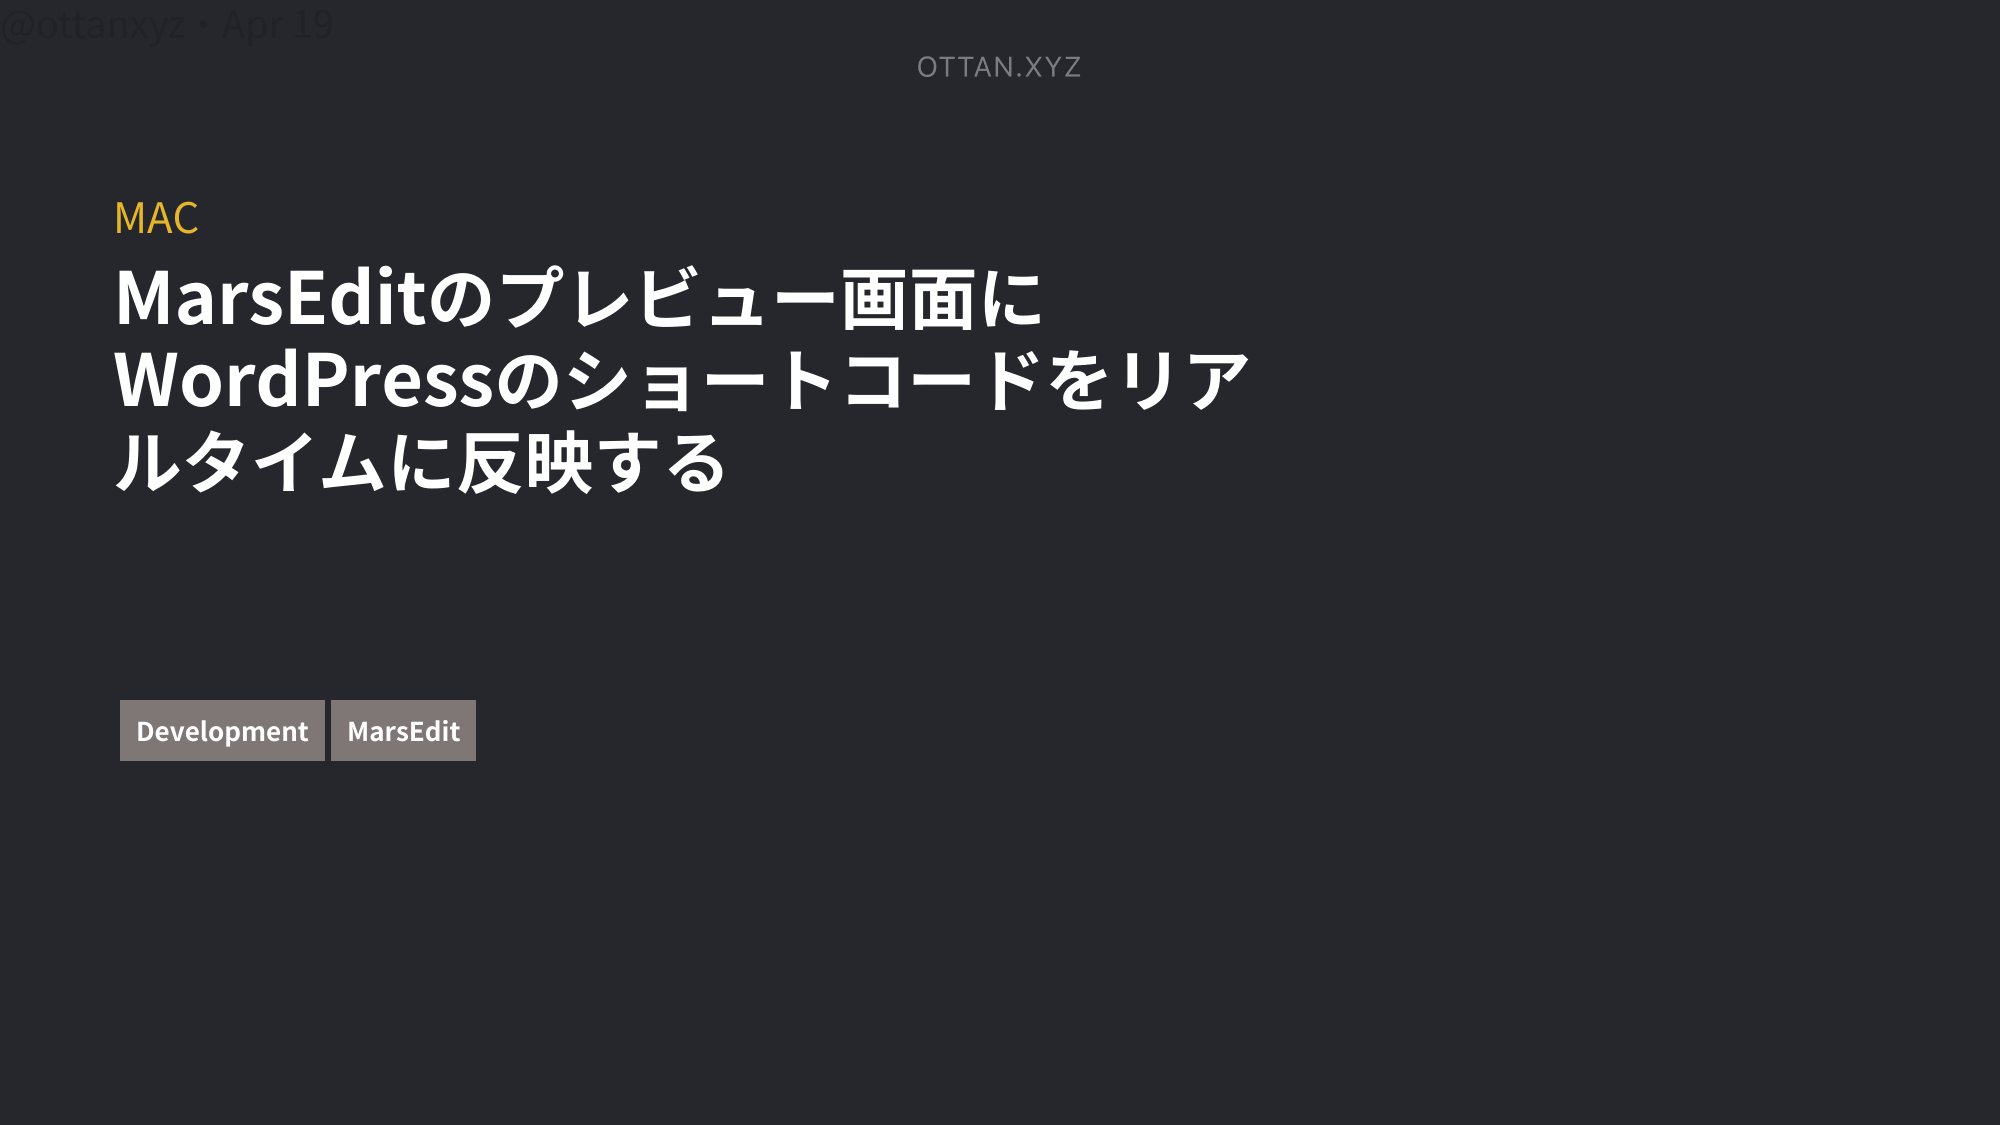 @ottanxyz・Apr 19
OTTAN.XYZ
MAC
MarsEditのプレビュー画面に
WordPressのショートコードをリア
ルタイムに反映する
Development
MarsEdit